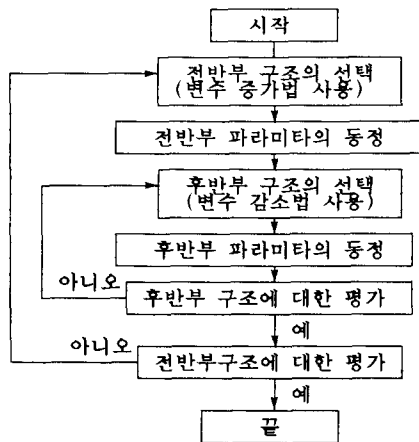 시작
전반부 구조의 선택
(변수 증가법 사용)
전반부 파라미타의 동정
후반부 구조의 선택
(변수 감소법 사용)
후반부 파라미타의 동정
아니오
후반부 구조에 대한 평가
예
아니오
전반부구조에 대한 평가
예
끝